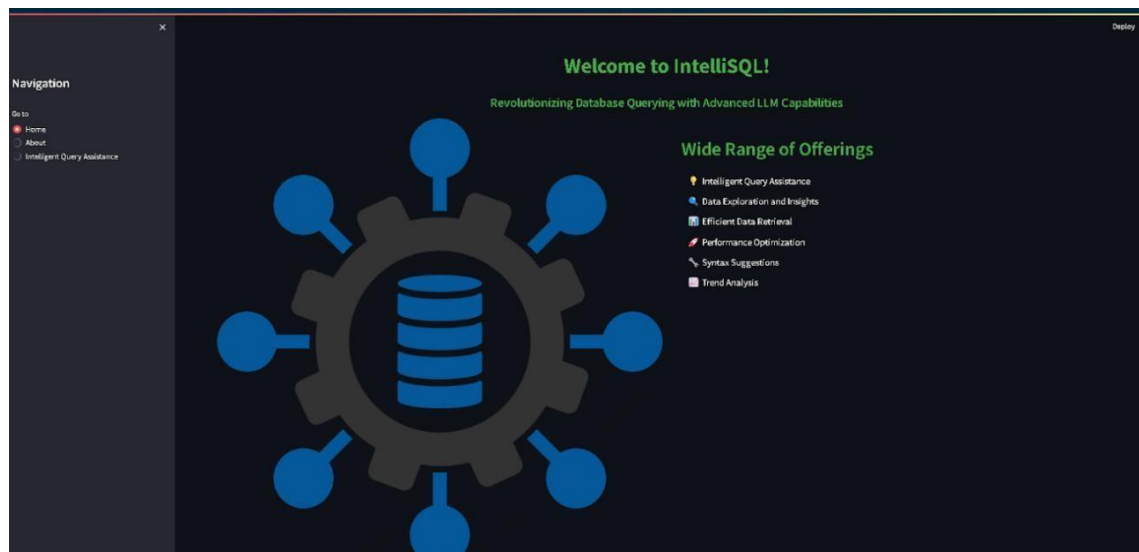 Deploy
Navigation
Go to
Home
About
Intelligent Query Assistance
Welcome to IntelliSQL!
Revolutionizing Database Querying with Advanced LLM Capabilities
Wide Range of Offerings
Intelligent Query Assistance
Data Exploration and Insights
Efficient Data Retrieval
Performance Optimization
Syntax Suggestions
Trend Analysis